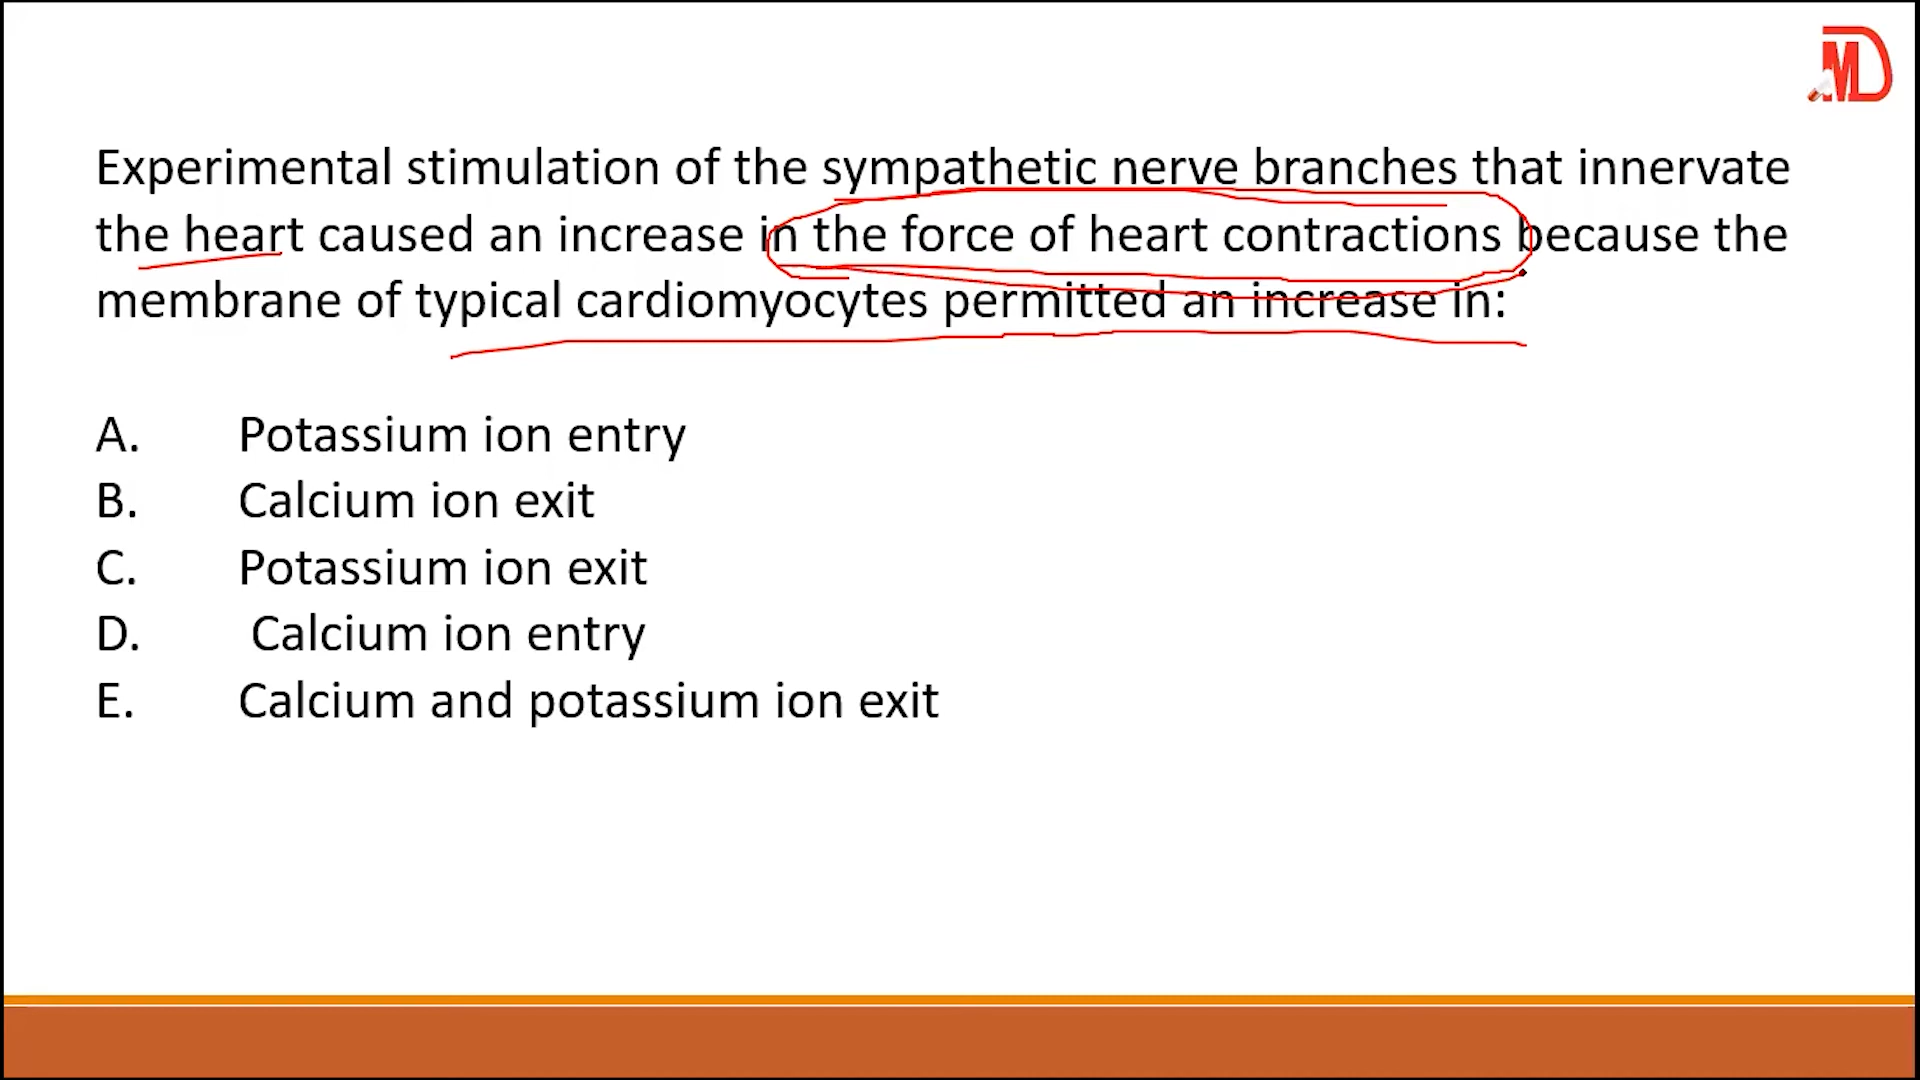 MD
Experimental stimulation of the sympathetic nerve branches that innervate
the heart caused an increase in the force of heart contractions because the
membrane of typical cardiomyocytes permitted an increase in:
A. Potassium ion entry
B. Calcium ion exit
C. Potassium ion exit
D. Calcium ion entry
E. Calcium and potassium ion exit